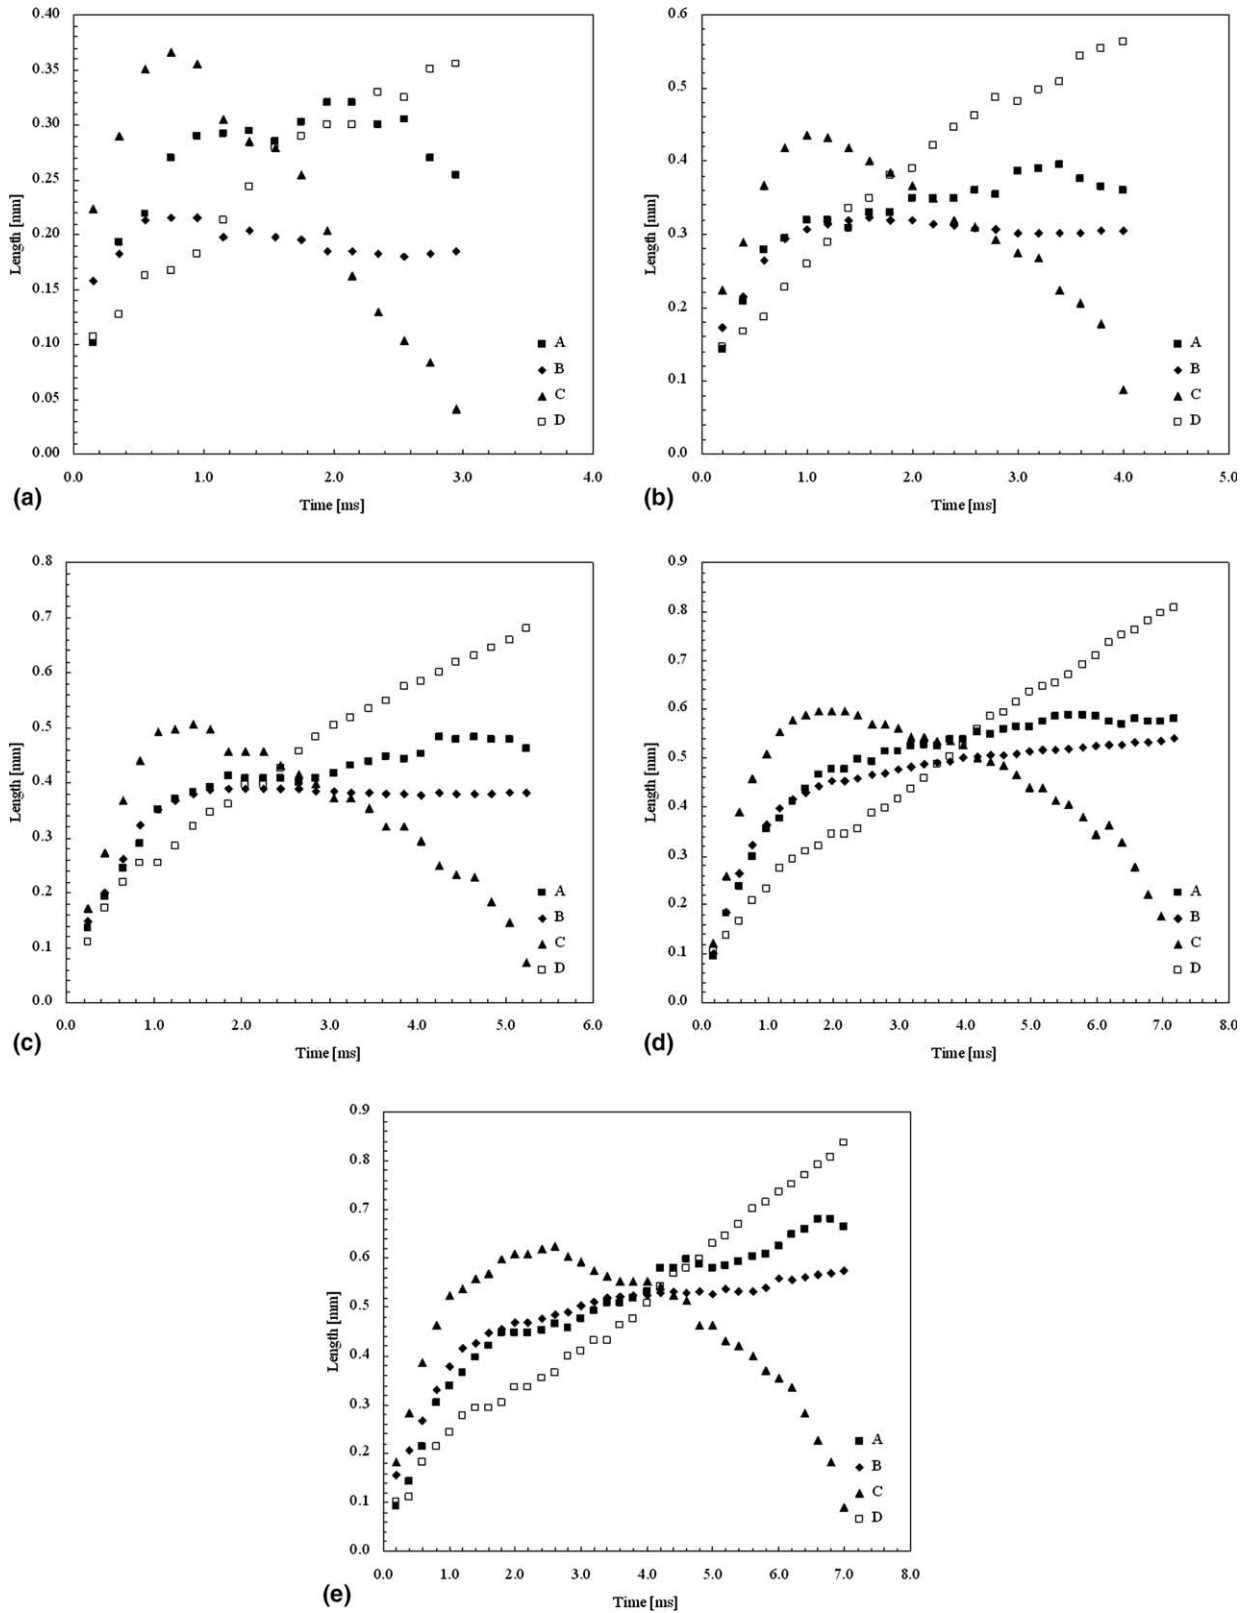 0.40
0.35
0.30
0.25
0.20
0.15
0.10
0.05
0.00
Length [mm]
A
B
C
D
0.0 1.0 2.0 3.0 4.0
Time [ms]
(a)
0.6
0.5
0.4
0.3
0.2
0.1
0.0
Length [mm]
A
B
C
D
0.0 1.0 2.0 3.0 4.0 5.0
Time [ms]
(b)
0.8
0.7
0.6
0.5
0.4
0.3
0.2
0.1
0.0
Length [mm]
A
B
C
D
0.0 1.0 2.0 3.0 4.0 5.0 6.0
Time [ms]
(c)
0.9
0.8
0.7
0.6
0.5
0.4
0.3
0.2
0.1
0.0
Length [mm]
A
B
C
D
0.0 1.0 2.0 3.0 4.0 5.0 6.0 7.0 8.0
Time [ms]
(d)
0.9
0.8
0.7
0.6
0.5
0.4
0.3
0.2
0.1
0.0
Length [mm]
A
B
C
D
0.0 1.0 2.0 3.0 4.0 5.0 6.0 7.0 8.0
Time [ms]
(e)